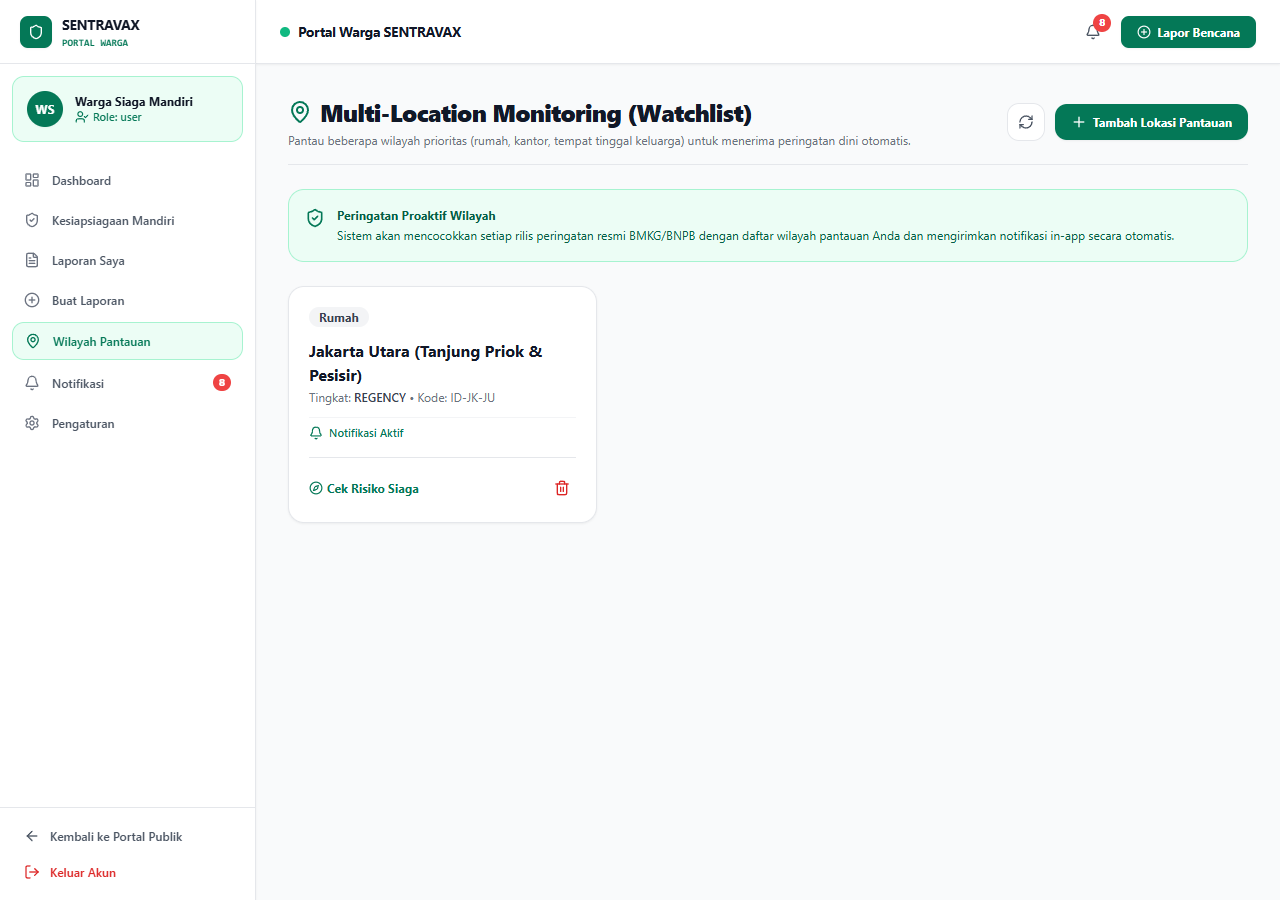 SENTRAVAX
PORTAL WARGA
WS
Warga Siaga Mandiri
Role: user
Dashboard
Kesiapsiagaan Mandiri
Laporan Saya
Buat Laporan
Wilayah Pantauan
Notifikasi
8
Pengaturan
Kembali ke Portal Publik
Keluar Akun
Portal Warga SENTRAVAX
8
Lapor Bencana
Multi-Location Monitoring (Watchlist)
Pantau beberapa wilayah prioritas (rumah, kantor, tempat tinggal keluarga) untuk menerima peringatan dini otomatis.
Tambah Lokasi Pantauan
Peringatan Proaktif Wilayah
Sistem akan mencocokkan setiap rilis peringatan resmi BMKG/BNPB dengan daftar wilayah pantauan Anda dan mengirimkan notifikasi in-app secara otomatis.
Rumah
Jakarta Utara (Tanjung Priok &
Pesisir)
Tingkat: REGENCY • Kode: ID-JK-JU
Notifikasi Aktif
Cek Risiko Siaga